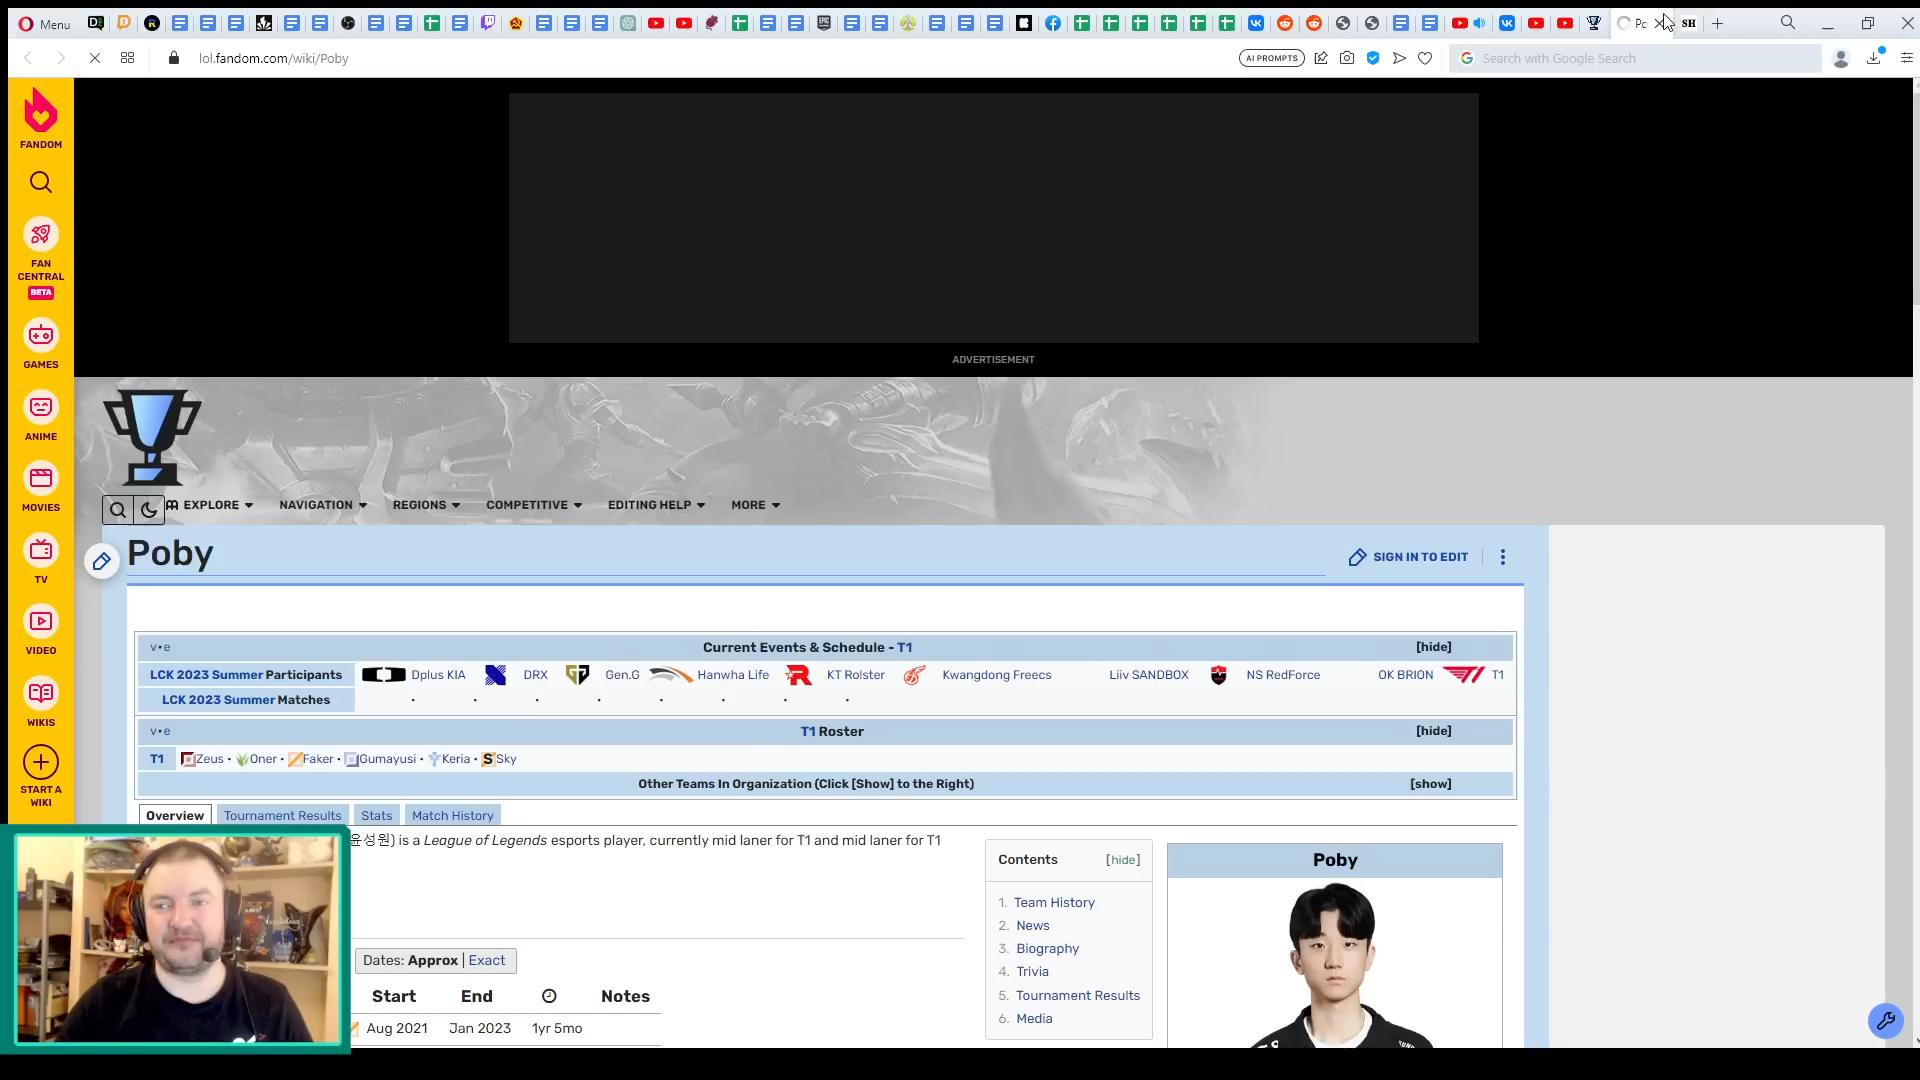 Menu
Po
SH
lol.fandom.com/wiki/Poby
AI PROMPTS
Search with Google Search
FANDOM
FAN
CENTRAL
BETA
GAMES
ANIME
MOVIES
TV
VIDEO
WIKIS
START A
WIKI
ADVERTISEMENT
EXPLORE
NAVIGATION
REGIONS
COMPETITIVE
EDITING HELP
MORE
Poby
SIGN IN TO EDIT
v•e
Current Events & Schedule - T1
[hide]
LCK 2023 Summer Participants
Dplus KIA
DRX
Gen.G
Hanwha Life
KT Rolster
Kwangdong Freecs
Liiv SANDBOX
NS RedForce
OK BRION
T1
LCK 2023 Summer Matches
v•e
T1 Roster
[hide]
T1 Zeus • Oner • Faker • Gumayusi • Keria • Sky
Other Teams In Organization (Click [Show] to the Right)
[show]
Overview
Tournament Results
Stats
Match History
윤성원) is a League of Legends esports player, currently mid laner for T1 and mid laner for T1
Contents [hide]
1. Team History
2. News
3. Biography
4. Trivia
5. Tournament Results
6. Media
Poby
Dates: Approx | Exact
Start End Notes
Aug 2021 Jan 2023 1yr 5mo